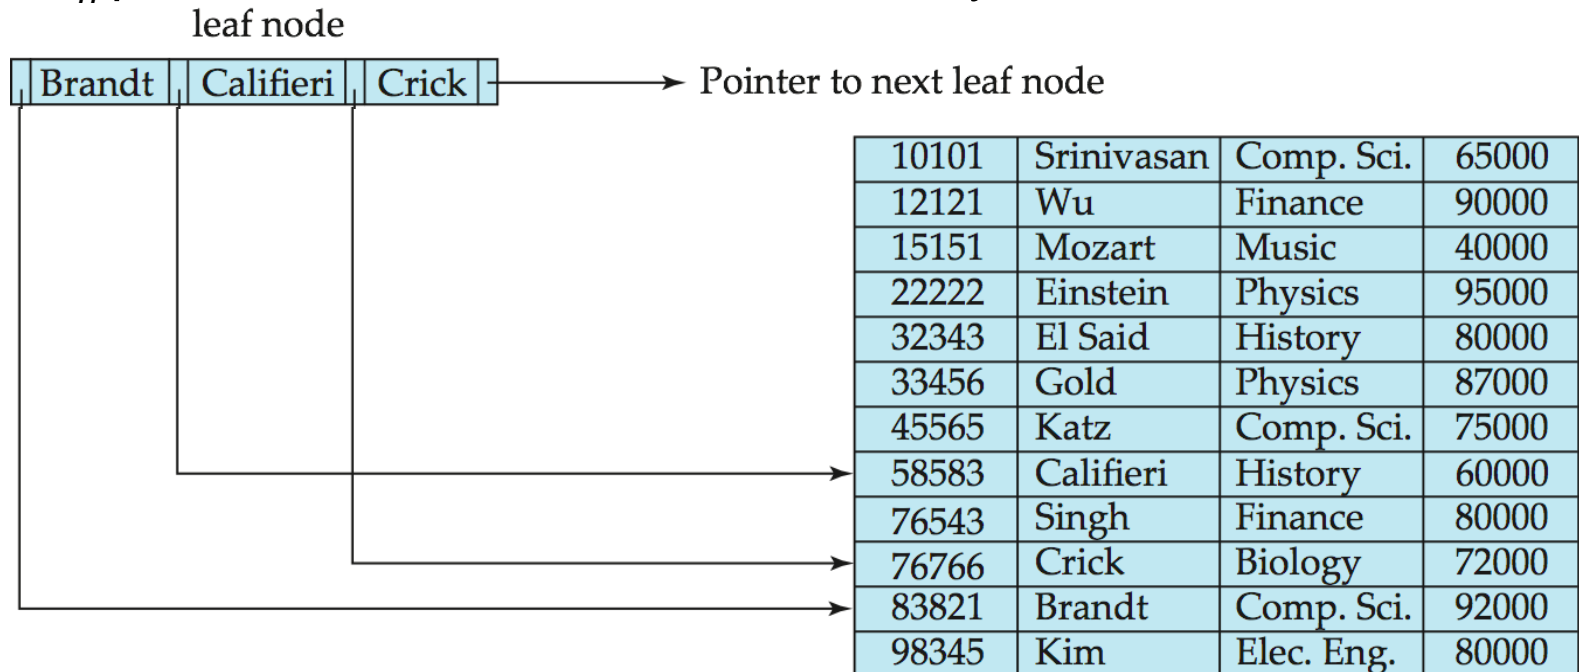 leaf node
Brandt Califieri Crick Pointer to next leaf node
10101 Srinivasan Comp. Sci. 65000
12121 Wu Finance 90000
15151 Mozart Music 40000
22222 Einstein Physics 95000
32343 El Said History 80000
33456 Gold Physics 87000
45565 Katz Comp. Sci. 75000
58583 Califieri History 60000
76543 Singh Finance 80000
76766 Crick Biology 72000
83821 Brandt Comp. Sci. 92000
98345 Kim Elec. Eng. 80000